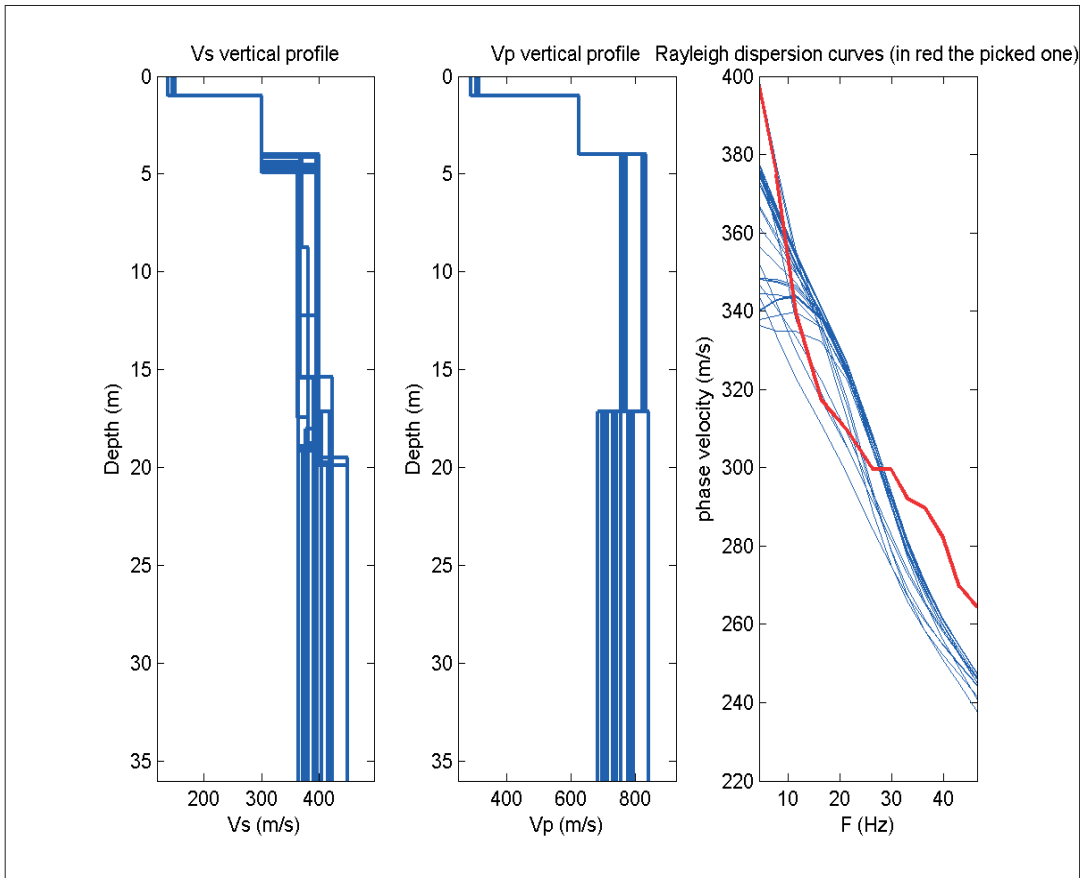 Vs vertical profile
0
5
10
15
20
25
30
35
Depth (m)
200 300 400
Vs (m/s)
Vp vertical profile
0
5
10
15
20
25
30
35
Depth (m)
400 600 800
Vp (m/s)
Rayleigh dispersion curves (in red the picked one)
400
380
360
340
320
300
280
260
240
220
phase velocity (m/s)
10 20 30 40
F (Hz)